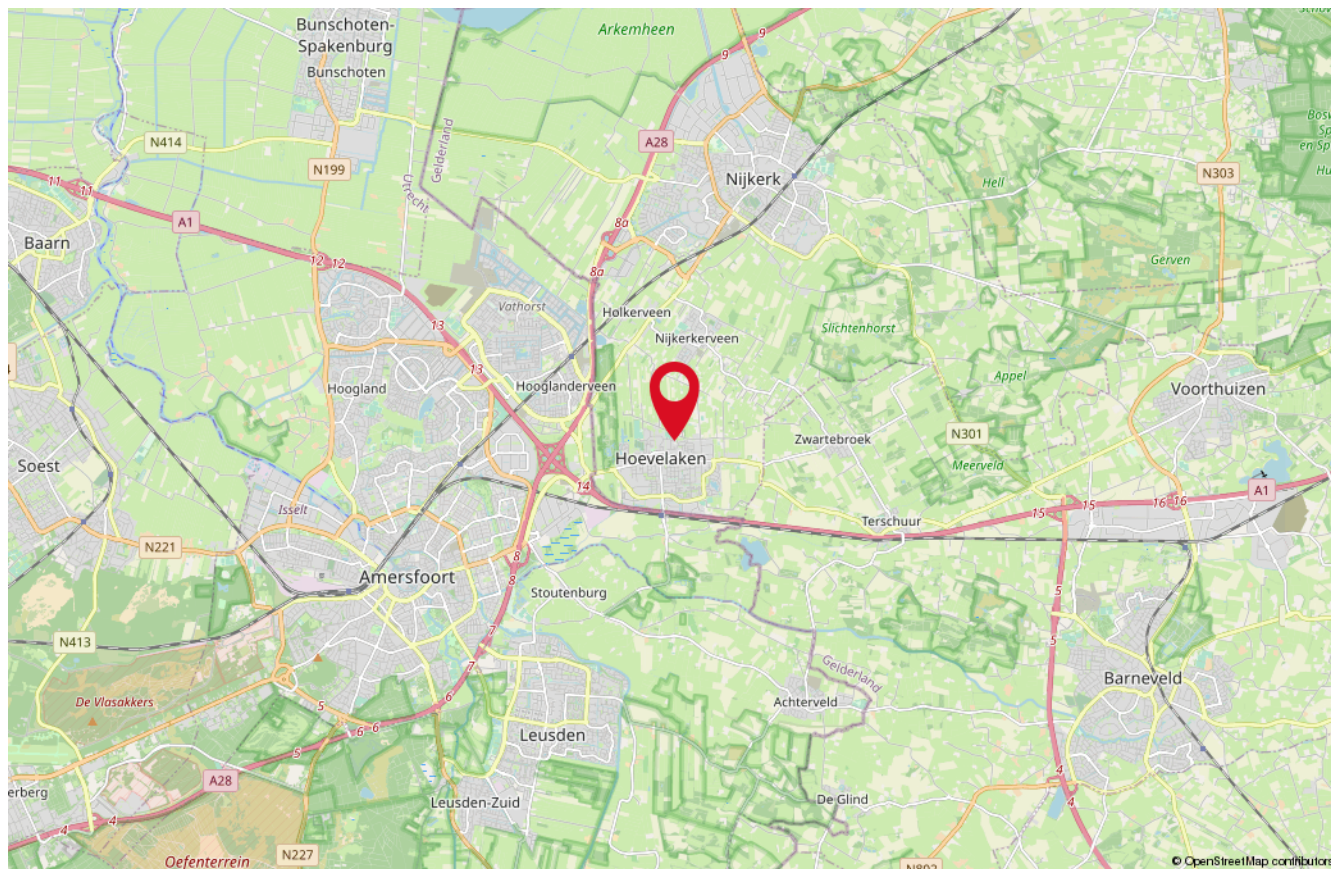 Bunschoten-
Spakenburg
Bunschoten
Arkemheen
9
9
N414
Gelderland
Utrecht
A28
N199
Nijkerk
N303
Hell
11
11
A1
Baarn
8a
8a
12
12
Gerven
Vathorst
Holkerveen
13
13
Nijkerkerveen
Slichtenhorst
Appel
Hoogland
Hooglanderveen
Voorthuizen
N301
Zwartebroek
Soest
Hoevelaken
Meerveld
14
A1
15
15
16
16
Isselt
Terschuur
N221
8
8
Amersfoort
Stoutenburg
5
5
N413
7
7
Gelderland
Barneveld
De Vlasakkers
5
6
6
6
Achterveld
Leusden
5
A28
4
4
erberg
4
4
Leusden-Zuid
De Glind
N227
Oefenterrein
N802
© OpenStreetMap contributors